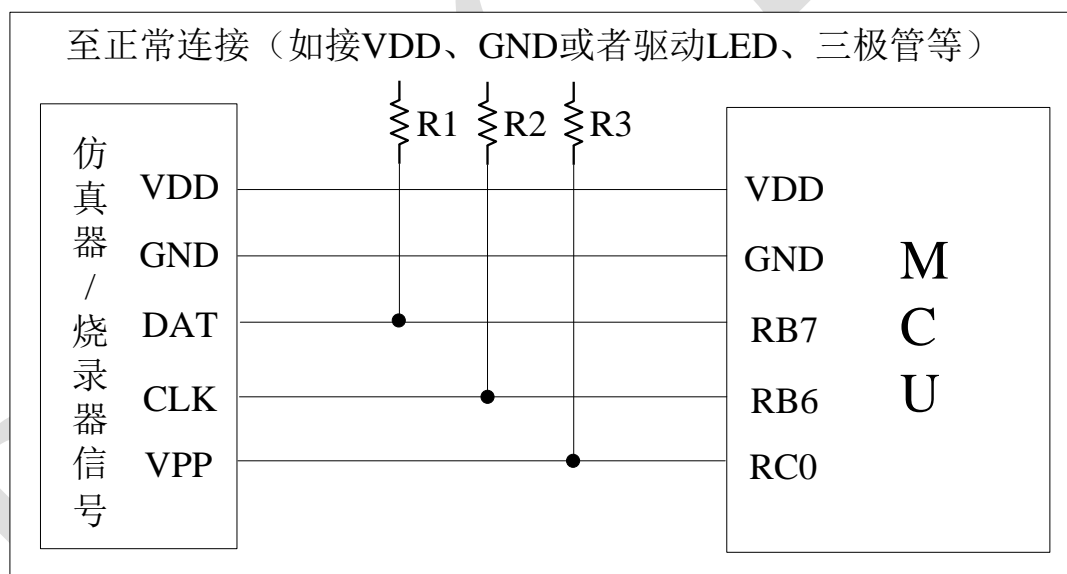 至正常连接（如接VDD、GND或者驱动LED、三极管等）
R1 R2 R3
仿真器/烧录器信号
VDD
GND
DAT
CLK
VPP
VDD
GND
RB7
RB6
RC0
MCU